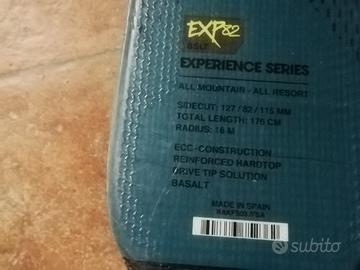 EXP82
BSLT
EXPERIENCE SERIES
ALL MOUNTAIN - ALL RESORT
SIDECUT: 127 / 82 / 115 MM
TOTAL LENGTH: 176 CM
RADIUS: 16 M
ECC-CONSTRUCTION
REINFORCED HARDTOP
DRIVE TIP SOLUTION
BASALT
MADE IN SPAIN
subito